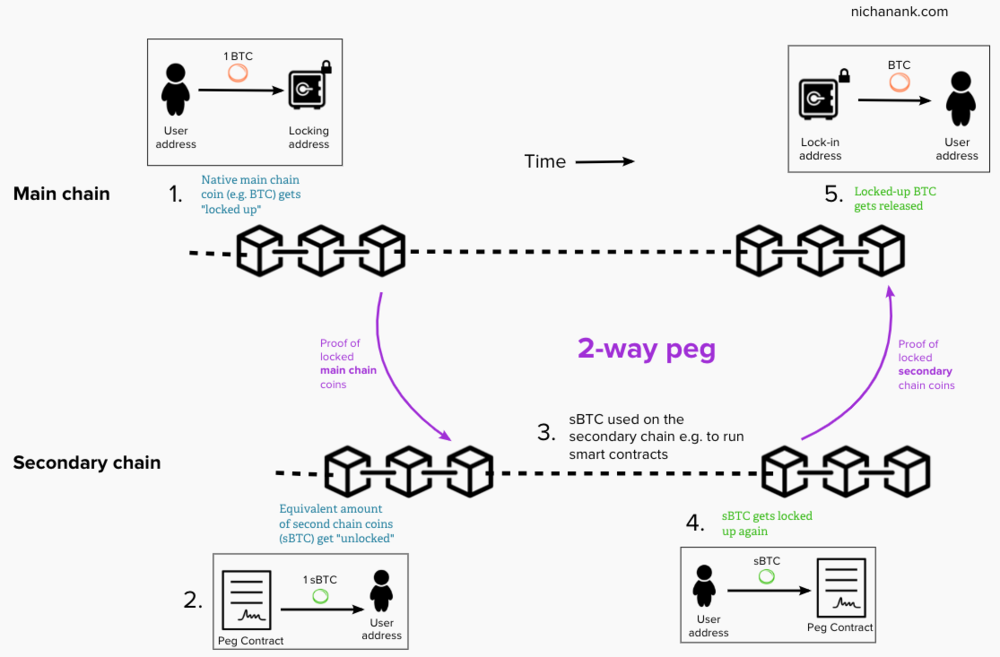 nichanank.com
1 BTC
User
address
Locking
address
BTC
Lock-in
address
User
address
Time
Main chain
1.
Native main chain
coin (e.g. BTC) gets
"locked up"
5.
Locked-up BTC
gets released
Proof of
locked
main chain
coins
2-way peg
Proof of
locked
secondary
chain coins
3.
sBTC used on the
secondary chain e.g. to run
smart contracts
Secondary chain
Equivalent amount
of second chain coins
(sBTC) get "unlocked"
4.
sBTC gets locked
up again
2.
1 sBTC
Peg Contract
User
address
sBTC
User
address
Peg Contract